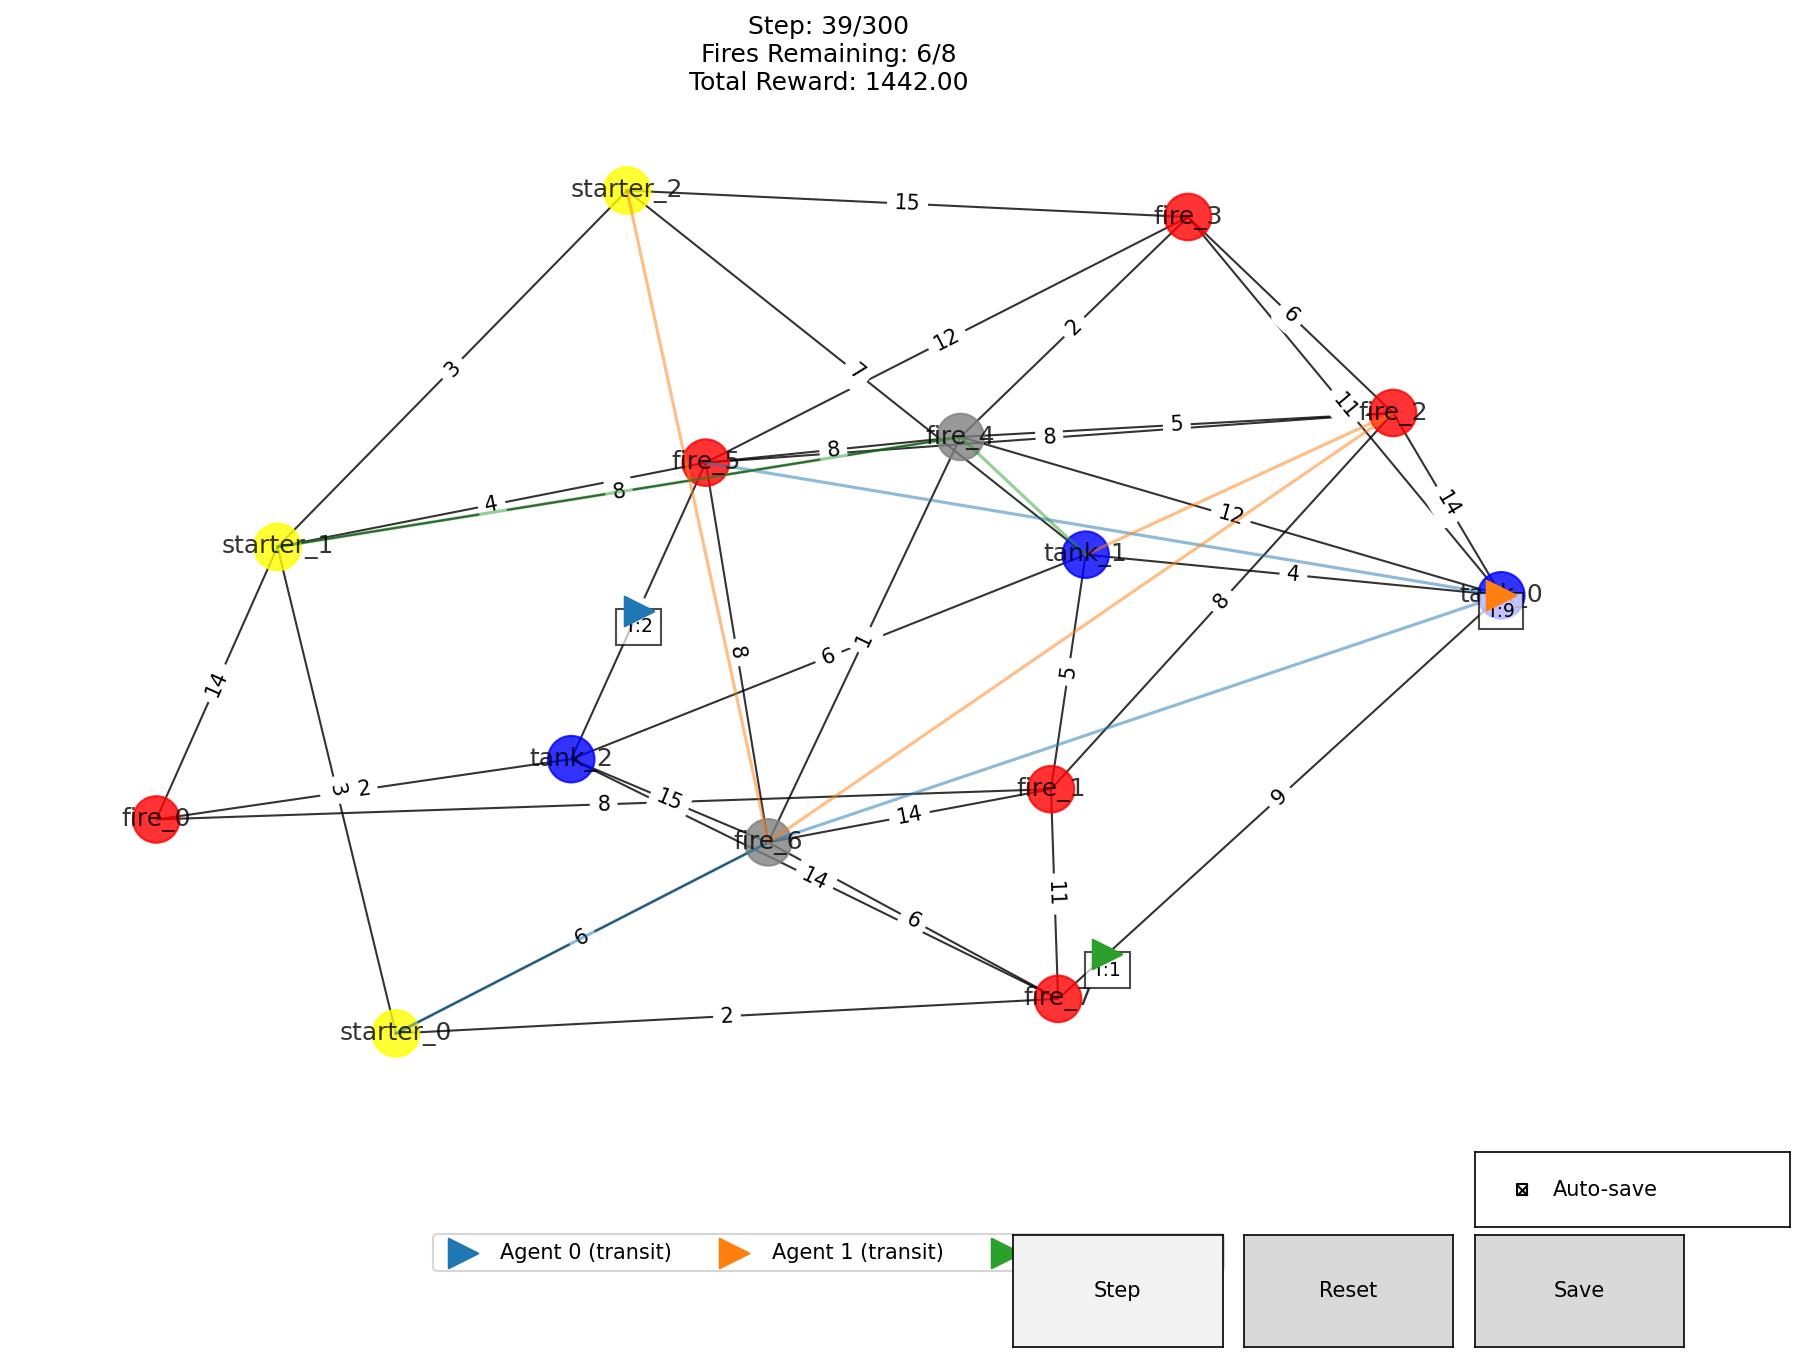 Step: 39/300
Fires Remaining: 6/8
Total Reward: 1442.00
starter_2
15
fire_3
6
2
12
3
7
11
fire_2
5
8
8
fire_4
fire_5
4
8
14
12
starter_1
tank_1
4
tank_0
T:9
8
T:2
1
6
8
5
14
tank_2
3
2
15
8
fire_1
9
fire_0
14
fire_6
14
11
6
6
T:1
fire_7
2
starter_0
Auto-save
Agent 0 (transit)
Agent 1 (transit)
Step
Reset
Save